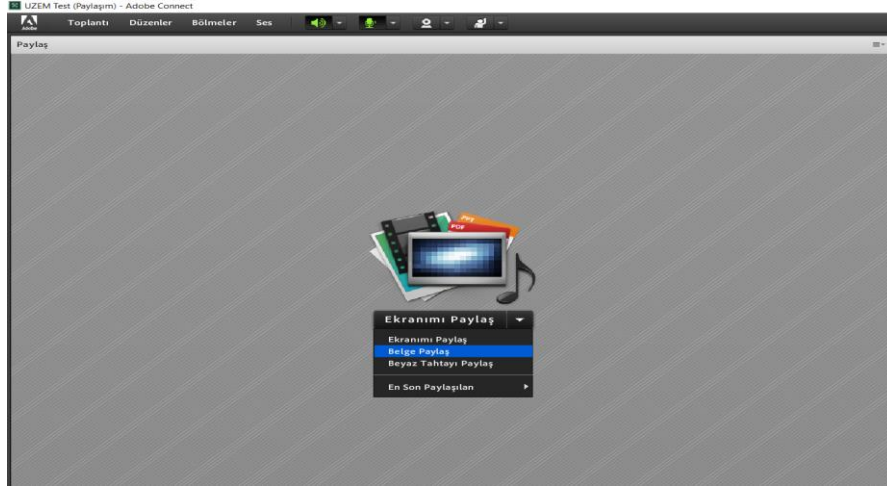 UZEM Test (Paylaşım) - Adobe Connect
Adobe Toplantı Düzenler Bölmeler Ses
Paylaş
PPT
PDF
Ekranımı Paylaş
Ekranımı Paylaş
Belge Paylaş
Beyaz Tahtayı Paylaş
En Son Paylaşılan